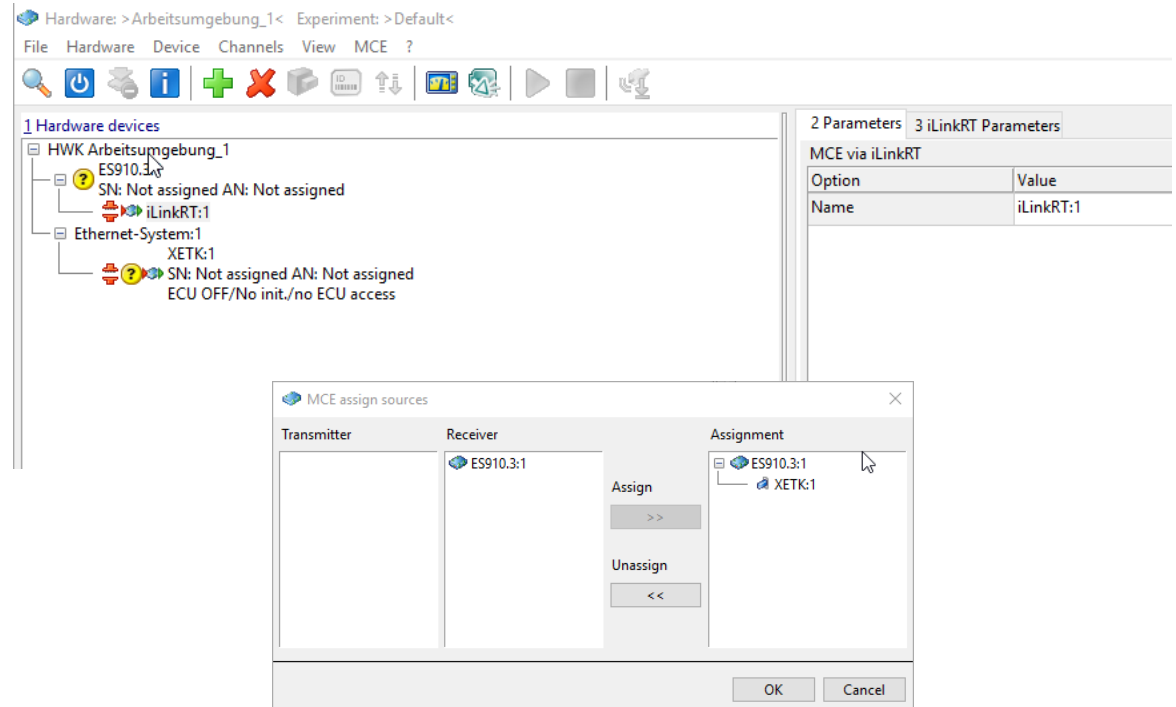 Hardware: >Arbeitsumgebung_1< Experiment: >Default<
File Hardware Device Channels View MCE ?
1 Hardware devices
HWK Arbeitsumgebung_1
SN: Not assigned AN: Not assigned
iLinkRT:1
Ethernet-System:1
XETK:1
SN: Not assigned AN: Not assigned
ECU OFF/No init./no ECU access
2 Parameters 3 iLinkRT Parameters
MCE via iLinkRT
Option Value
Name iLinkRT:1
MCE assign sources
Transmitter Receiver Assignment
ES910.3:1
Assign
>>
Unassign
<<
ES910.3:1
XETK:1
OK Cancel